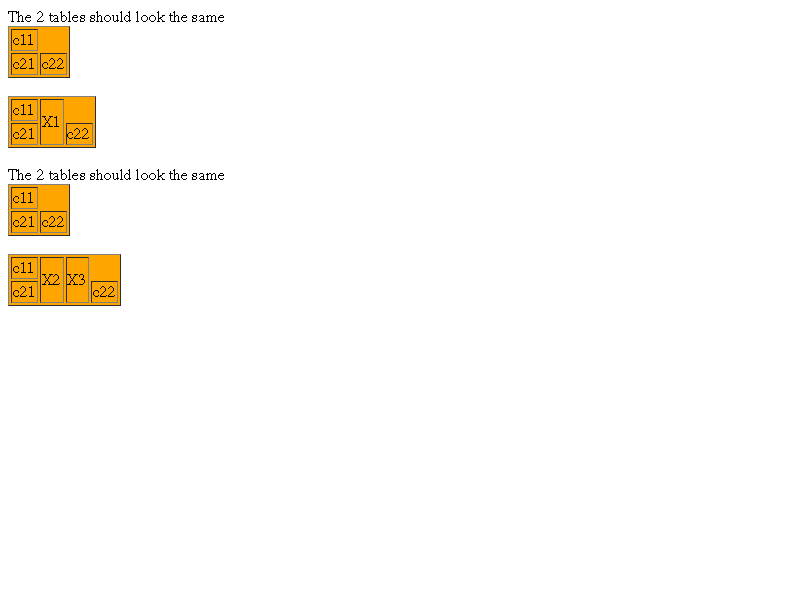 The 2 tables should look the same
c11
c21 c22
c11
X1
c21 c22
The 2 tables should look the same
c11
c21 c22
c11
X2 X3
c21 c22